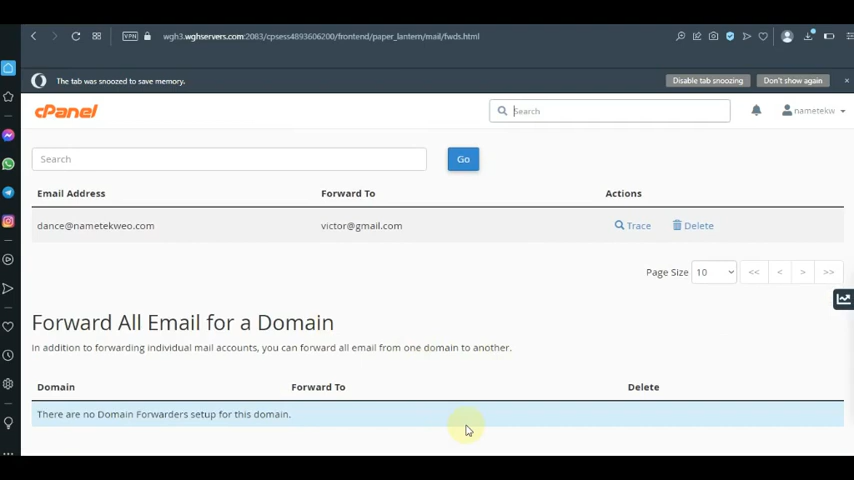 VPN
wgh3.wghservers.com:2083/cpsess4893606200/frontend/paper_lantern/mail/fwds.html
The tab was snoozed to save memory.
Disable tab snoozing
Don't show again
cPanel
Search
nametekw
Search
Go
Email Address
Forward To
Actions
dance@nametekweo.com
victor@gmail.com
Trace
Delete
Page Size
10
<<
<
>
>>
Forward All Email for a Domain
In addition to forwarding individual mail accounts, you can forward all email from one domain to another.
Domain
Forward To
Delete
There are no Domain Forwarders setup for this domain.